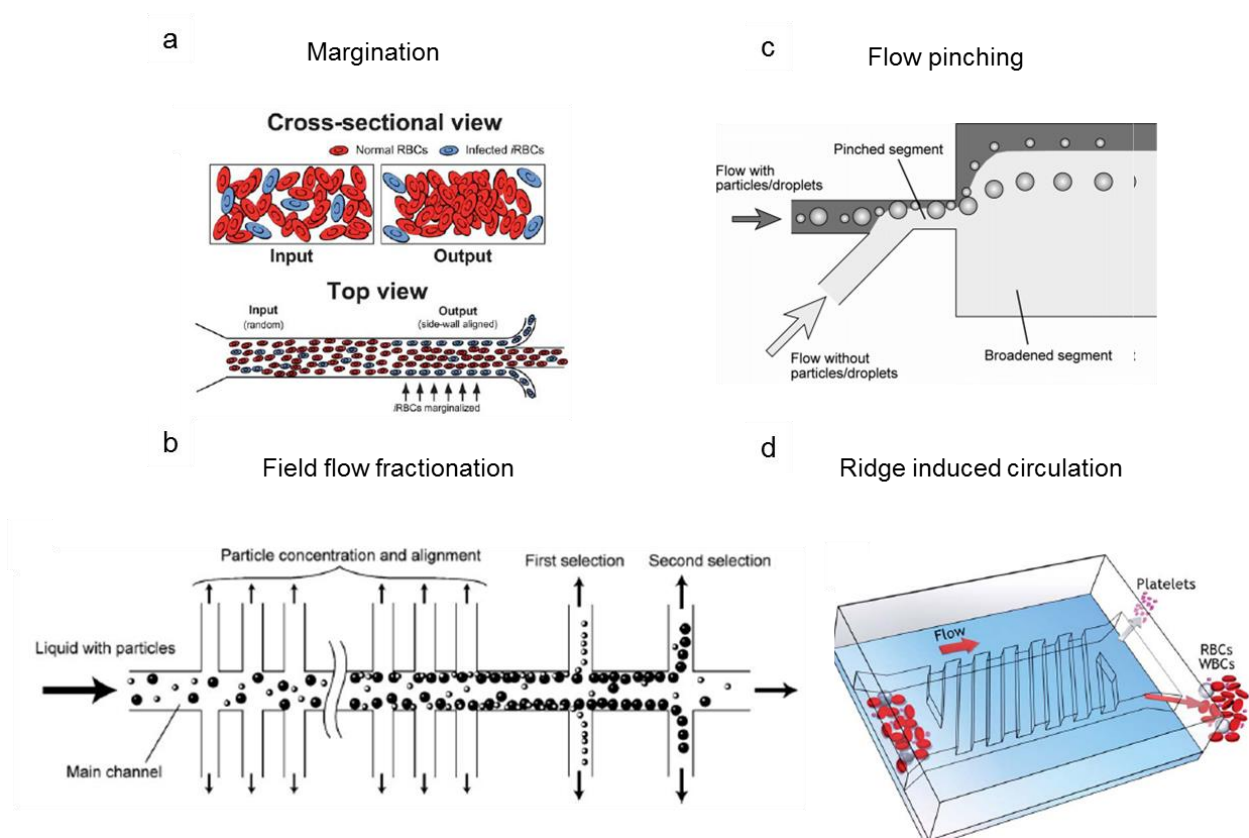 a
Margination
Cross-sectional view
Normal RBCs
Infected iRBCs
Input
Output
Top view
Input
(random)
Output
(side-wall aligned)
iRBCs marginalized
c
Flow pinching
Pinched segment
Flow with
particles/droplets
Flow without
particles/droplets
Broadened segment
b
Field flow fractionation
Particle concentration and alignment
First selection
Second selection
Liquid with particles
Main channel
d
Ridge induced circulation
Platelets
Flow
RBCs
WBCs